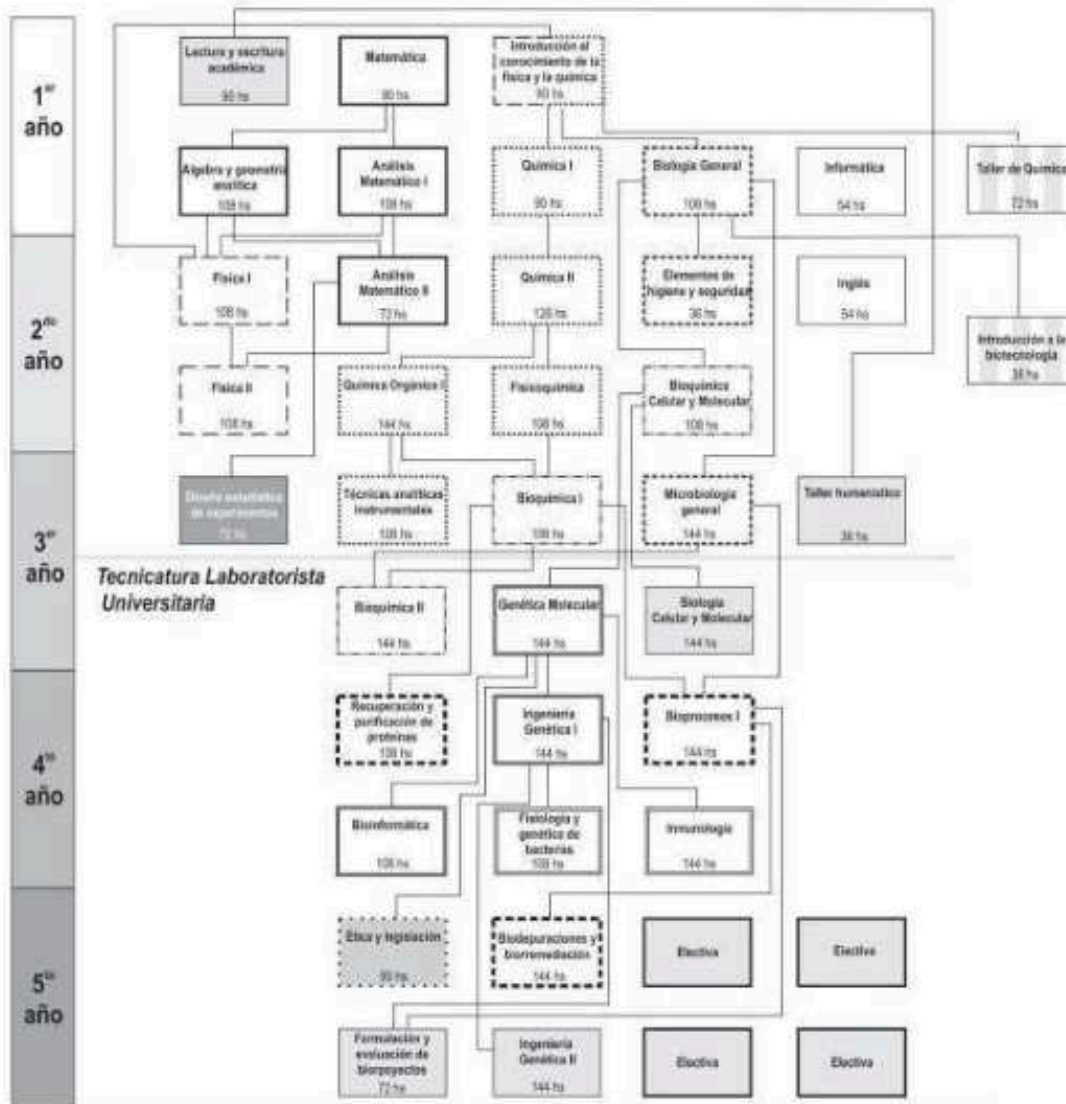 1er
año
Lectura y escritura
académica
90 hs
Matemática
90 hs
Introducción al
conocimiento de la
física y la química
90 hs
Algebra y geometría
analítica
108 hs
Análisis
Matemático I
108 hs
Química I
90 hs
Biología General
108 hs
Informática
54 hs
Taller de Química
72 hs
2do
año
Física I
108 hs
Análisis
Matemático II
72 hs
Química II
126 hs
Elementos de
higiene y seguridad
36 hs
Inglés
54 hs
Introducción a la
biotecnología
36 hs
Física II
108 hs
Química Orgánica I
144 hs
Fisicoquímica
108 hs
Bioquímica
Celular y Molecular
108 hs
3er
año
Diseño estadístico
de experimentos
72 hs
Técnicas analíticas
instrumentales
108 hs
Bioquímica I
108 hs
Microbiología
general
144 hs
Taller humanístico
36 hs
Tecnicatura Laboratorista
Universitaria
Bioquímica II
144 hs
Genética Molecular
144 hs
Biología
Celular y Molecular
144 hs
4to
año
Recuperación y
purificación de
proteínas
108 hs
Ingeniería
Genética I
144 hs
Bioprocesos I
144 hs
Bioinformática
108 hs
Fisiología y
genética de
bacterias
108 hs
Inmunología
144 hs
5to
año
Etica y legislación
90 hs
Biodepuraciones y
biorremediación
144 hs
Electiva
Electiva
Formulación y
evaluación de
biorpoyectos
72 hs
Ingeniería
Genética II
144 hs
Electiva
Electiva